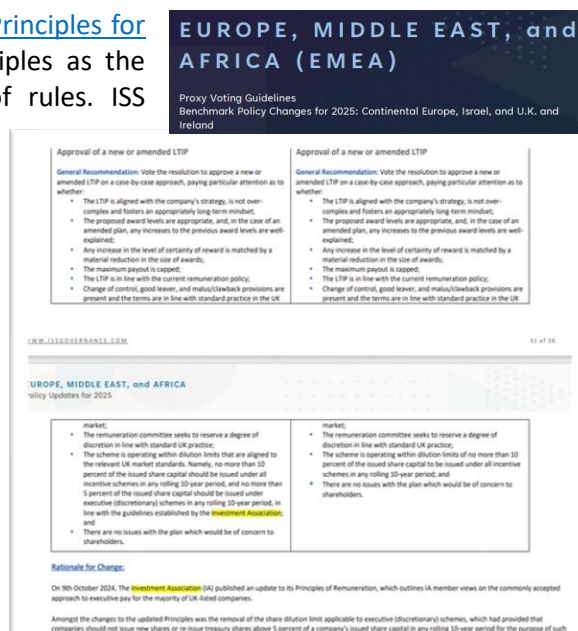 Principles for
iples as the
of rules. ISS
EUROPE, MIDDLE EAST, and
AFRICA (EMEA)
Proxy Voting Guidelines
Benchmark Policy Changes for 2025: Continental Europe, Israel, and U.K. and
Ireland
Approval of a new or amended LTIP
General Recommendation: Vote the resolution to approve a new or
amended LTIP on a case-by-case approach, paying particular attention as to
whether:
• The LTIP is aligned with the company's strategy, is not over-
complex and fosters an appropriately long-term mindset;
• The proposed award levels are appropriate, and, in the case of an
amended plan, any increases to the previous award levels are well-
explained;
• Any increase in the level of certainty of reward is matched by a
material reduction in the size of awards;
• The maximum payout is capped;
• The LTIP is in line with the current remuneration policy;
• Change of control, good leaver, and malus/clawback provisions are
present and the terms are in line with standard practice in the UK
Approval of a new or amended LTIP
General Recommendation: Vote the resolution to approve a new or
amended LTIP on a case-by-case approach, paying particular attention as to
whether:
• The LTIP is aligned with the company's strategy, is not over-
complex and fosters an appropriately long-term mindset;
• The proposed award levels are appropriate, and, in the case of an
amended plan, any increases to the previous award levels are well-
explained;
• Any increase in the level of certainty of reward is matched by a
material reduction in the size of awards;
• The maximum payout is capped;
• The LTIP is in line with the current remuneration policy;
• Change of control, good leaver, and malus/clawback provisions are
present and the terms are in line with standard practice in the UK
WWW.ISSGOVERNANCE.COM
31 of 38
UROPE, MIDDLE EAST, and AFRICA
olicy Updates for 2025
market;
• The remuneration committee seeks to reserve a degree of
discretion in line with standard UK practice;
• The scheme is operating within dilution limits that are aligned to
the relevant UK market standards. Namely, no more than 10
percent of the issued share capital should be issued under all
incentive schemes in any rolling 10-year period, and no more than
5 percent of the issued share capital should be issued under
executive (discretionary) schemes in any rolling 10-year period, in
line with the guidelines established by the Investment Association;
and
• There are no issues with the plan which would be of concern to
shareholders.
market;
• The remuneration committee seeks to reserve a degree of
discretion in line with standard UK practice;
• The scheme is operating within dilution limits of no more than 10
percent of the issued share capital to be issued under all incentive
schemes in any rolling 10-year period; and
• There are no issues with the plan which would be of concern to
shareholders.
Rationale for Change:
On 9th October 2024, The Investment Association (IA) published an update to its Principles of Remuneration, which outlines IA member views on the commonly accepted
approach to executive pay for the majority of UK-listed companies.
Amongst the changes to the updated Principles was the removal of the share dilution limit applicable to executive (discretionary) schemes, which had provided that
companies should not issue new shares or re-issue treasury shares above 5 percent of a company's issued share capital in any rolling 10-year period for the purpose of such